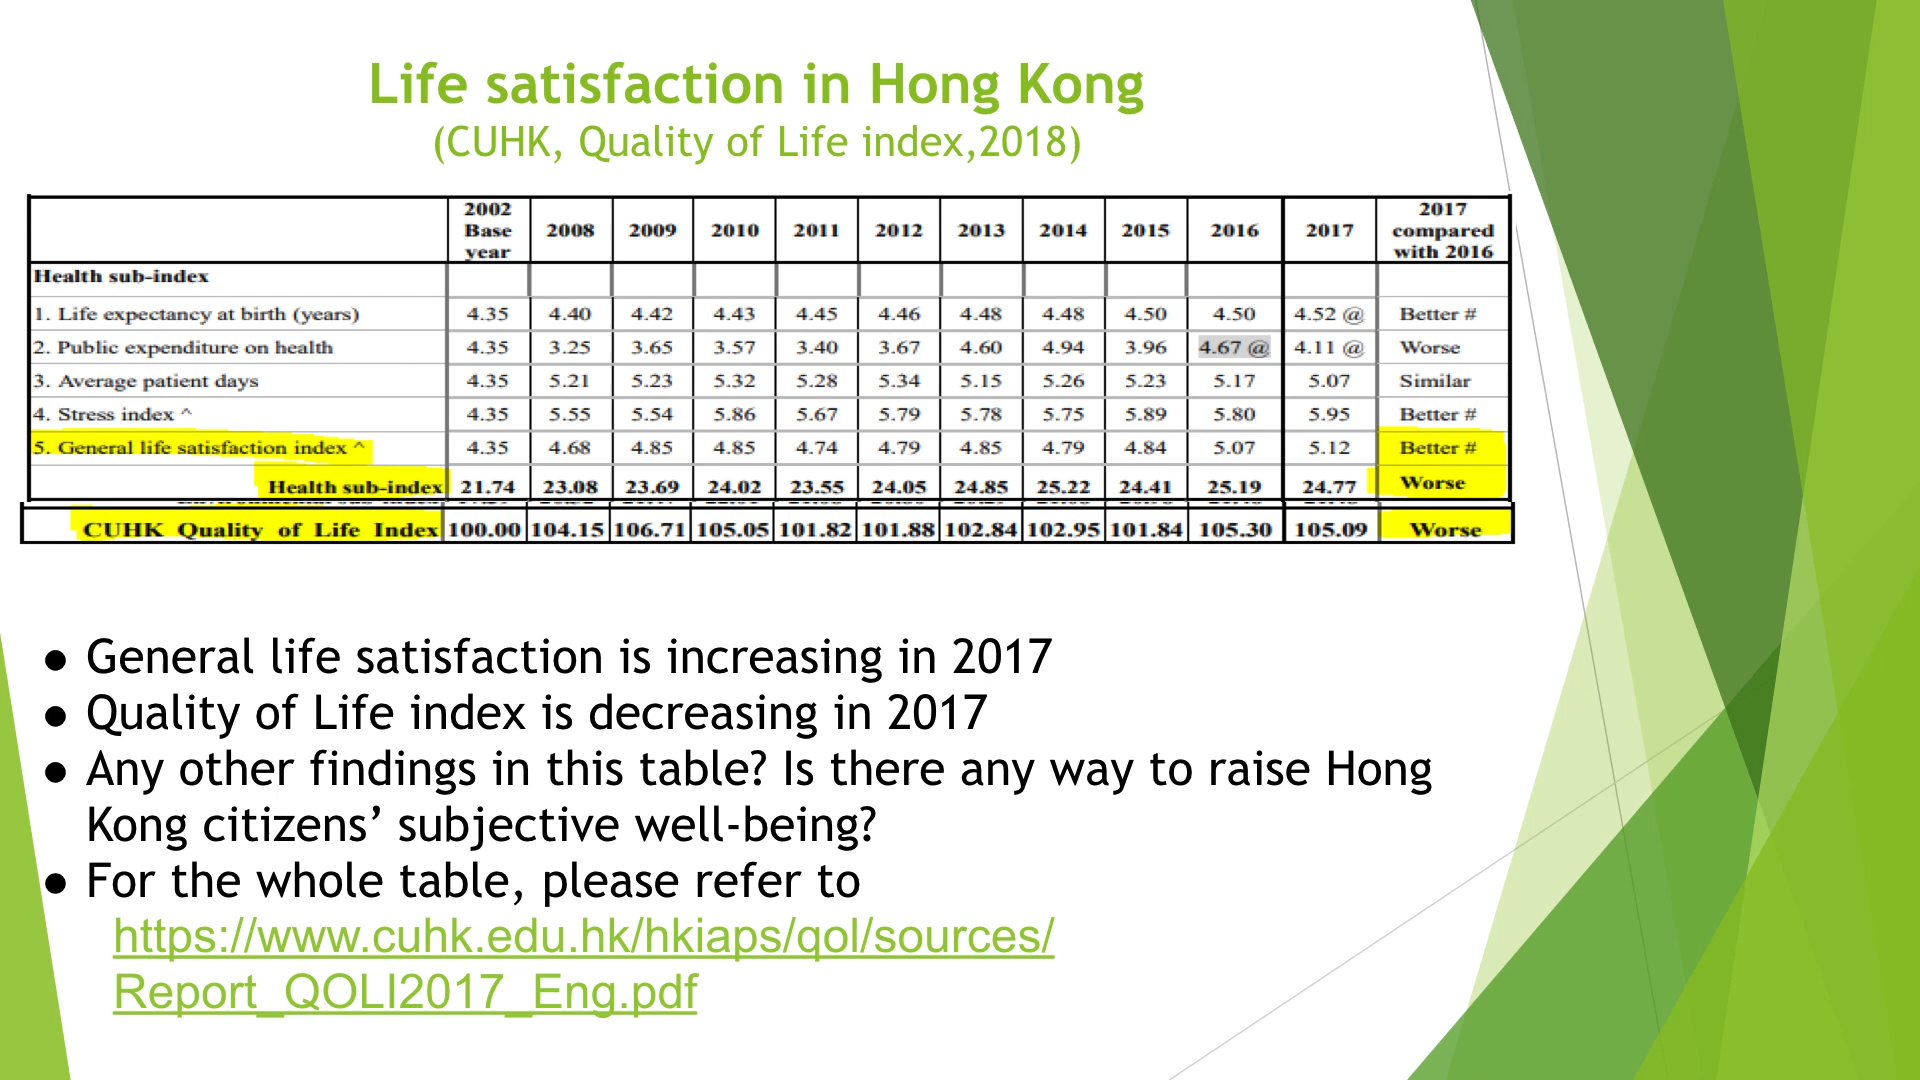 Life satisfaction in Hong Kong
(CUHK, Quality of Life index,2018)
2002 Base year 2008 2009 2010 2011 2012 2013 2014 2015 2016 2017 2017 compared with 2016
Health sub-index
1. Life expectancy at birth (years) 4.35 4.40 4.42 4.43 4.45 4.46 4.48 4.48 4.50 4.50 4.52 @ Better #
2. Public expenditure on health 4.35 3.25 3.65 3.57 3.40 3.67 4.60 4.94 3.96 4.67 @ 4.11 @ Worse
3. Average patient days 4.35 5.21 5.23 5.32 5.28 5.34 5.15 5.26 5.23 5.17 5.07 Similar
4. Stress index ^ 4.35 5.55 5.54 5.86 5.67 5.79 5.78 5.75 5.89 5.80 5.95 Better #
5. General life satisfaction index ^ 4.35 4.68 4.85 4.85 4.74 4.79 4.85 4.79 4.84 5.07 5.12 Better #
Health sub-index 21.74 23.08 23.69 24.02 23.55 24.05 24.85 25.22 24.41 25.19 24.77 Worse
CUHK Quality of Life Index 100.00 104.15 106.71 105.05 101.82 101.88 102.84 102.95 101.84 105.30 105.09 Worse
● General life satisfaction is increasing in 2017
● Quality of Life index is decreasing in 2017
● Any other findings in this table? Is there any way to raise Hong
Kong citizens’ subjective well-being?
● For the whole table, please refer to
https://www.cuhk.edu.hk/hkiaps/qol/sources/
Report_QOLI2017_Eng.pdf